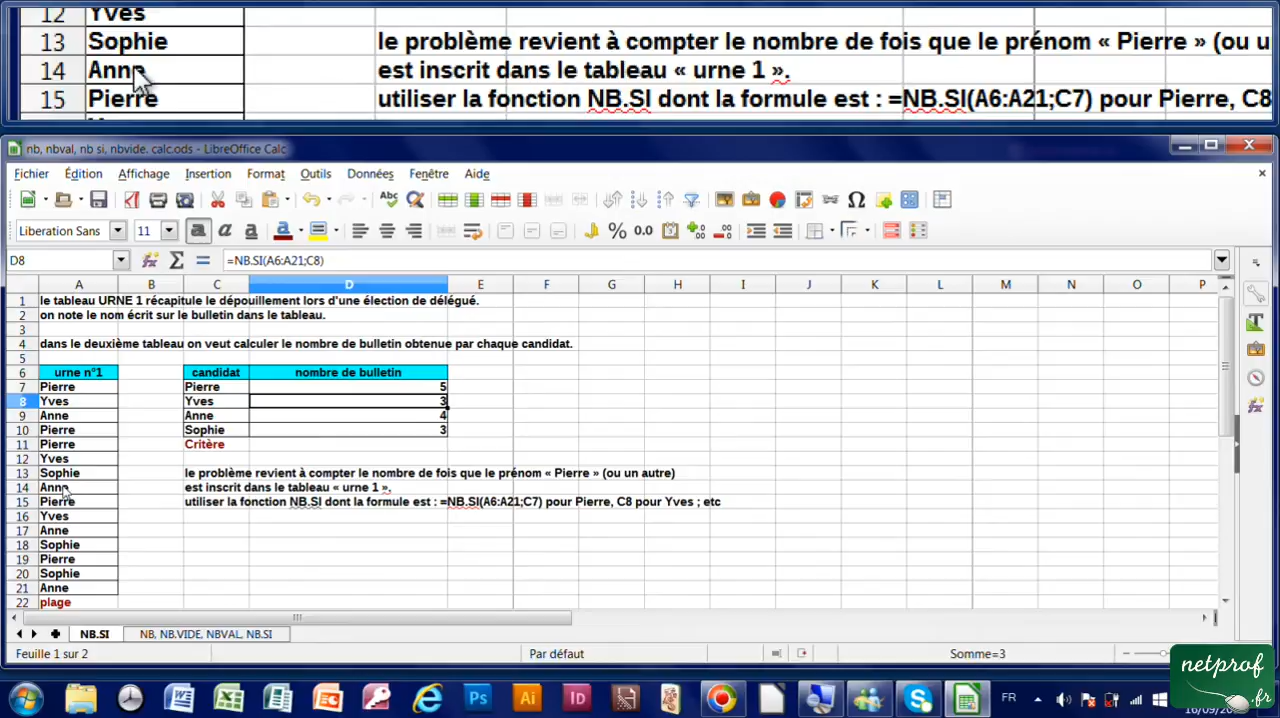 12 Yves
13 Sophie le problème revient à compter le nombre de fois que le prénom « Pierre » (ou u
14 Anne est inscrit dans le tableau « urne 1 ».
15 Pierre utiliser la fonction NB.SI dont la formule est : =NB.SI(A6:A21;C7) pour Pierre, C8
nb, nbval, nb si, nbvide. calc.ods - LibreOffice Calc
Fichier Édition Affichage Insertion Format Outils Données Fenêtre Aide
Liberation Sans 11
D8 =NB.SI(A6:A21;C8)
A B C D E F G H I J K L M N O P
1 le tableau URNE 1 récapitule le dépouillement lors d'une élection de délégué.
2 on note le nom écrit sur le bulletin dans le tableau.
3
4 dans le deuxième tableau on veut calculer le nombre de bulletin obtenue par chaque candidat.
5
6 urne n°1 candidat nombre de bulletin
7 Pierre Pierre 5
8 Yves Yves 3
9 Anne Anne 4
10 Pierre Sophie 3
11 Pierre Critère
12 Yves
13 Sophie le problème revient à compter le nombre de fois que le prénom « Pierre » (ou un autre)
14 Anne est inscrit dans le tableau « urne 1 ».
15 Pierre utiliser la fonction NB.SI dont la formule est : =NB.SI(A6:A21;C7) pour Pierre, C8 pour Yves ; etc
16 Yves
17 Anne
18 Sophie
19 Pierre
20 Sophie
21 Anne
22 plage
NB.SI NB, NB.VIDE, NBVAL, NB.SI
Feuille 1 sur 2 Par défaut Somme=3
Ps Ai ID FR
netprof.fr